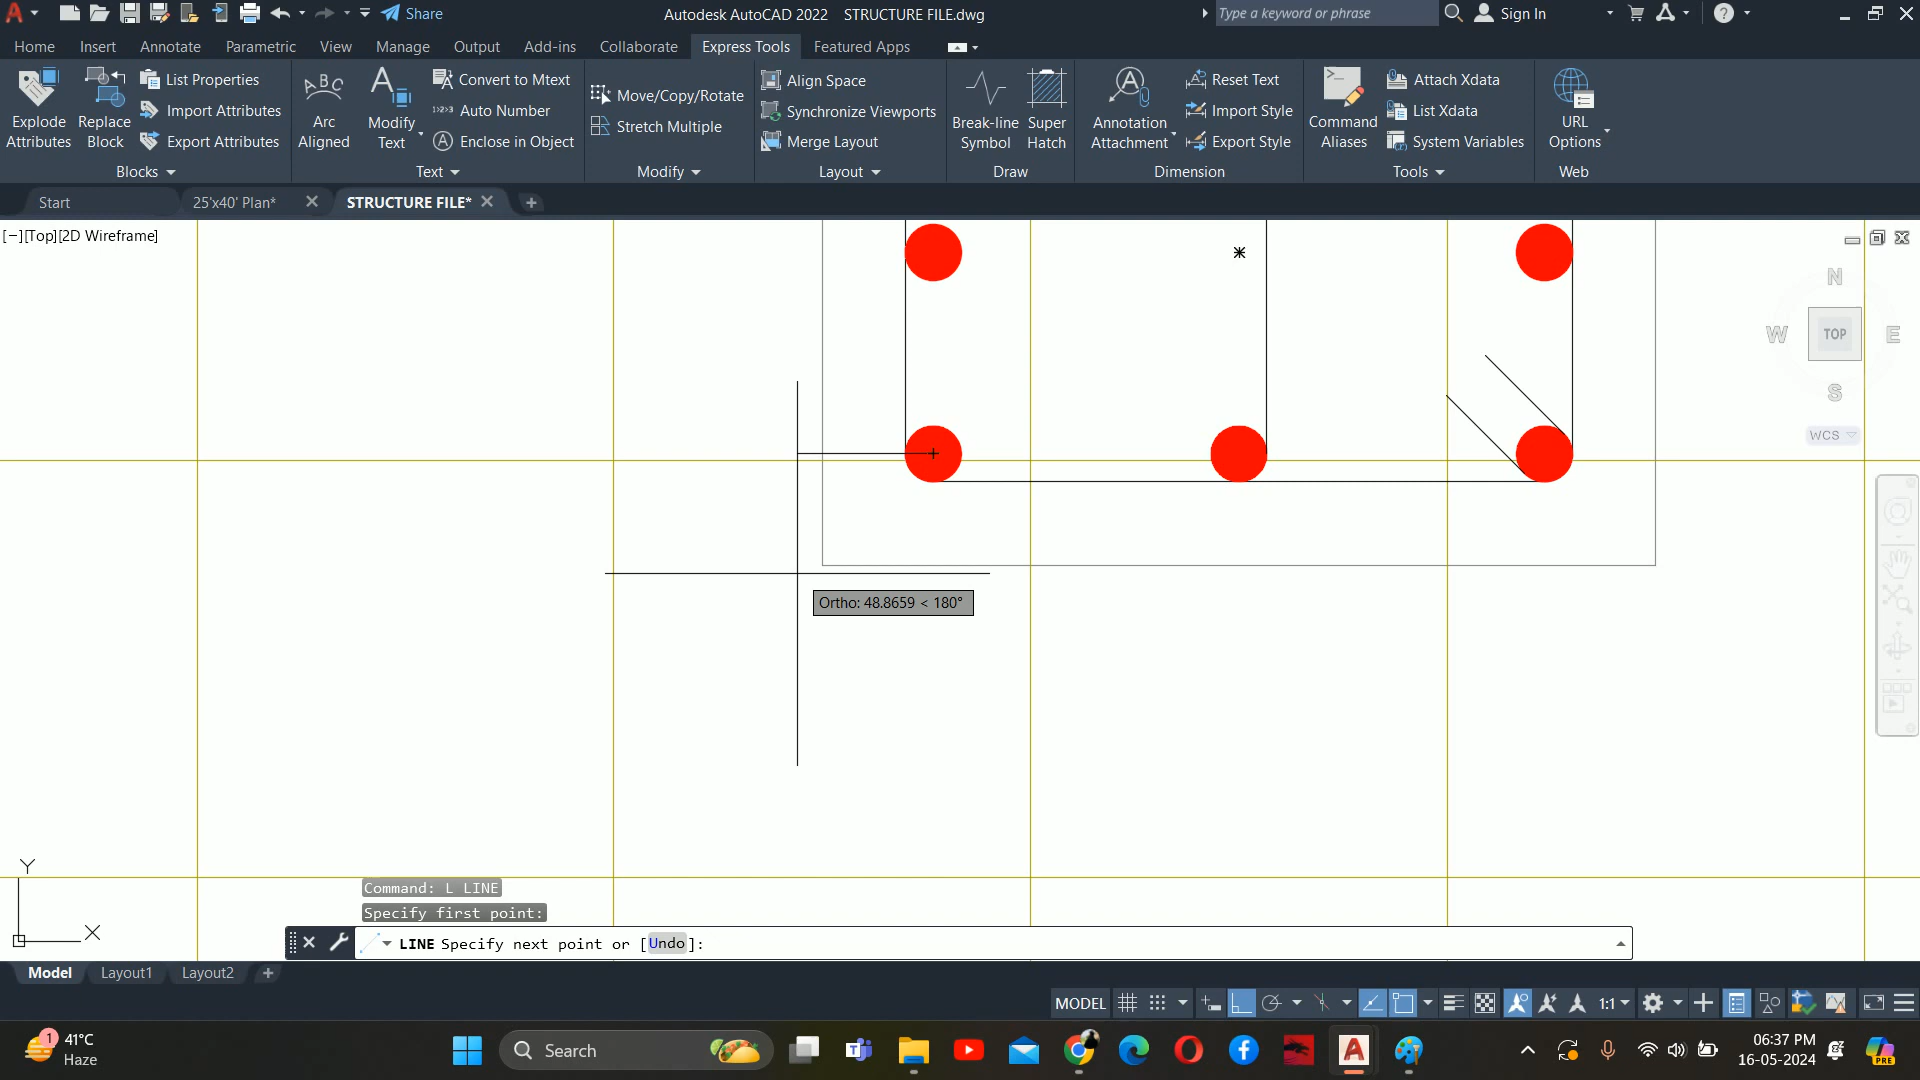 Autodesk AutoCAD 2022 STRUCTURE FILE.dwg
Share
Type a keyword or phrase
Sign In
Home Insert Annotate Parametric View Manage Output Add-ins Collaborate Express Tools Featured Apps
Explode
Attributes
Replace
Block
List Properties
Import Attributes
Export Attributes
Blocks
ABC
Arc
Aligned
Modify
Text
Convert to Mtext
Auto Number
Enclose in Object
Text
Move/Copy/Rotate
Stretch Multiple
Modify
Align Space
Synchronize Viewports
Merge Layout
Layout
Break-line
Symbol
Super
Hatch
Draw
Annotation
Attachment
Reset Text
Import Style
Export Style
Dimension
Command
Aliases
Attach Xdata
List Xdata
System Variables
Tools
URL
Options
Web
Start
25'x40' Plan*
STRUCTURE FILE*
[−][Top][2D Wireframe]
N
W
TOP
E
S
WCS
Ortho: 48.8659 < 180°
Y
X
Command: L LINE
Specify first point:
LINE Specify next point or [Undo]:
Model Layout1 Layout2
MODEL
1:1
1
41°C
Haze
Search
06:37 PM
16-05-2024
PRE